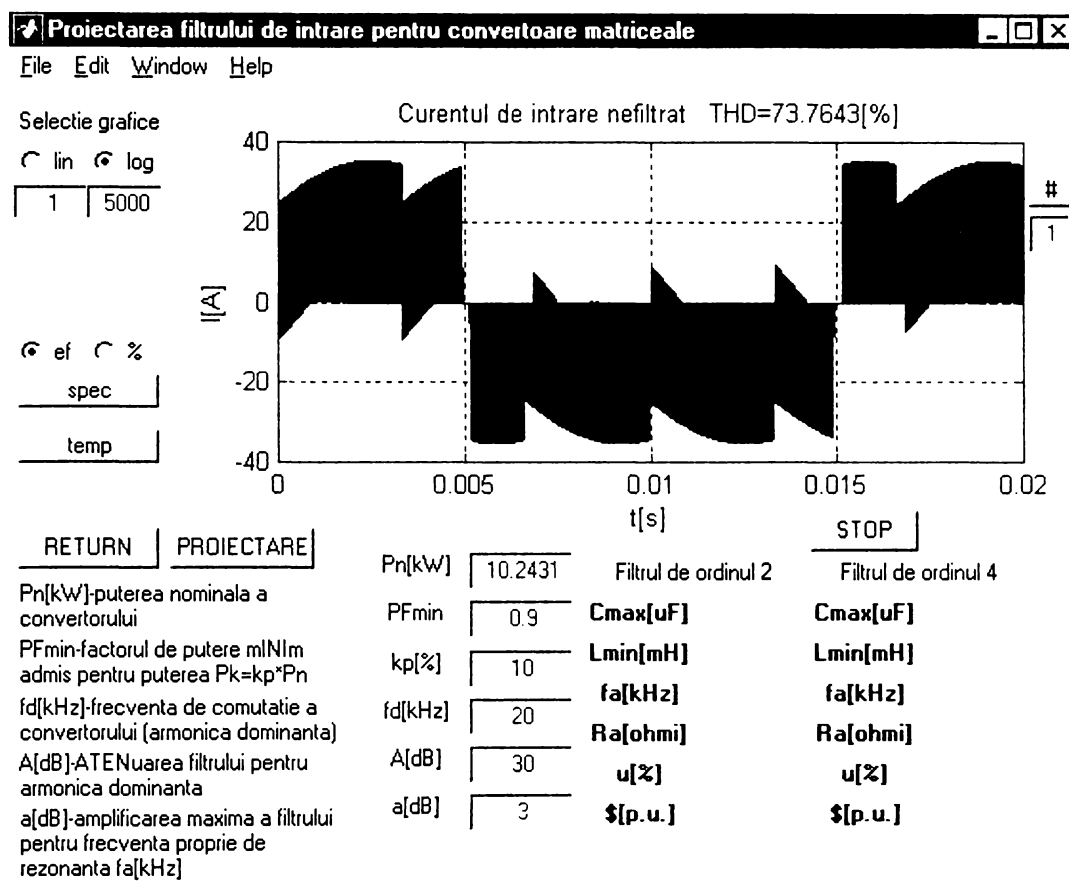 Proiectarea filtrului de intrare pentru convertoare matriceale
File Edit Window Help
Selectie grafice
lin log
1 5000
ef %
spec
temp
Curentul de intrare nefiltrat THD=73.7643[%]
I[A]
40
20
0
-20
-40
0 0.005 0.01 0.015 0.02
t[s]
#
1
RETURN PROIECTARE
STOP
Pn[kW]-puterea nominala a
convertorului
PFmin-factorul de putere mINIm
admis pentru puterea Pk=kp*Pn
fd[kHz]-frecventa de comutatie a
convertorului (armonica dominanta)
A[dB]-ATENuarea filtrului pentru
armonica dominanta
a[dB]-amplificarea maxima a filtrului
pentru frecventa proprie de
rezonanta fa[kHz]
Pn[kW] 10.2431
PFmin 0.9
kp[%] 10
fd[kHz] 20
A[dB] 30
a[dB] 3
Filtrul de ordinul 2
Cmax[uF]
Lmin[mH]
fa[kHz]
Ra[ohmi]
u[%]
$[p.u.]
Filtrul de ordinul 4
Cmax[uF]
Lmin[mH]
fa[kHz]
Ra[ohmi]
u[%]
$[p.u.]